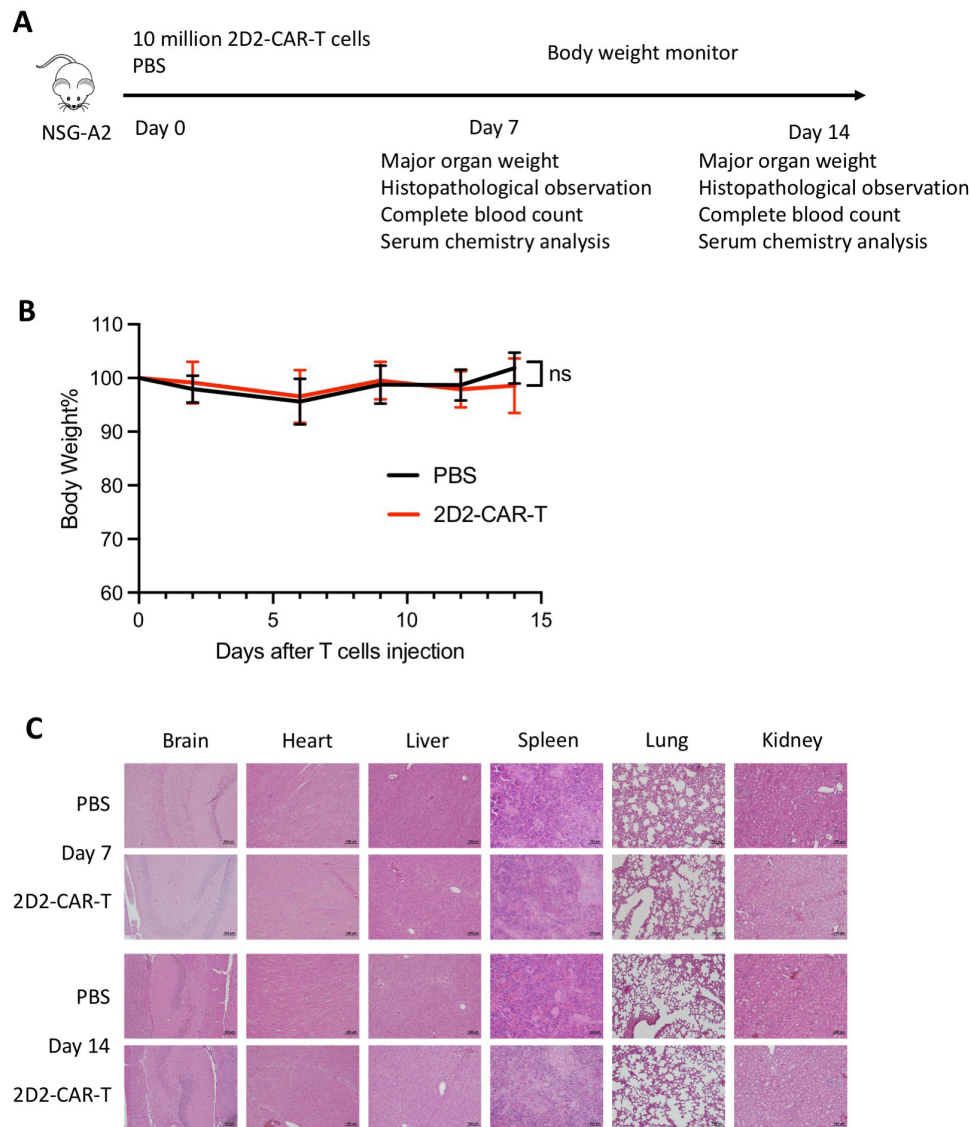 A
10 million 2D2-CAR-T cells
PBS
Body weight monitor
NSG-A2
Day 0
Day 7
Day 14
Major organ weight
Histopathological observation
Complete blood count
Serum chemistry analysis
Major organ weight
Histopathological observation
Complete blood count
Serum chemistry analysis
B
110
100
90
80
70
60
Body Weight%
ns
PBS
2D2-CAR-T
0
5
10
15
Days after T cells injection
C
Brain
Heart
Liver
Spleen
Lung
Kidney
PBS
Day 7
2D2-CAR-T
PBS
Day 14
2D2-CAR-T